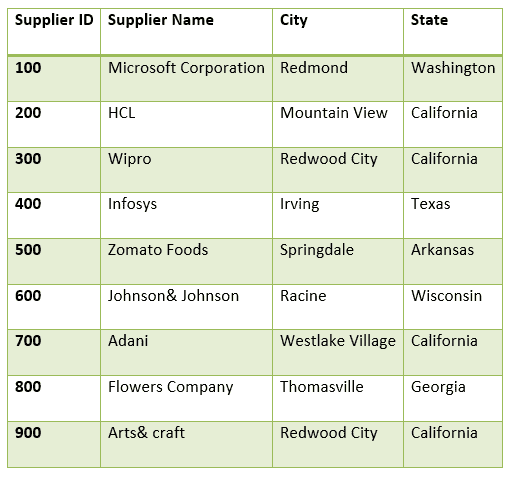 Supplier ID Supplier Name City State
100 Microsoft Corporation Redmond Washington
200 HCL Mountain View California
300 Wipro Redwood City California
400 Infosys Irving Texas
500 Zomato Foods Springdale Arkansas
600 Johnson& Johnson Racine Wisconsin
700 Adani Westlake Village California
800 Flowers Company Thomasville Georgia
900 Arts& craft Redwood City California